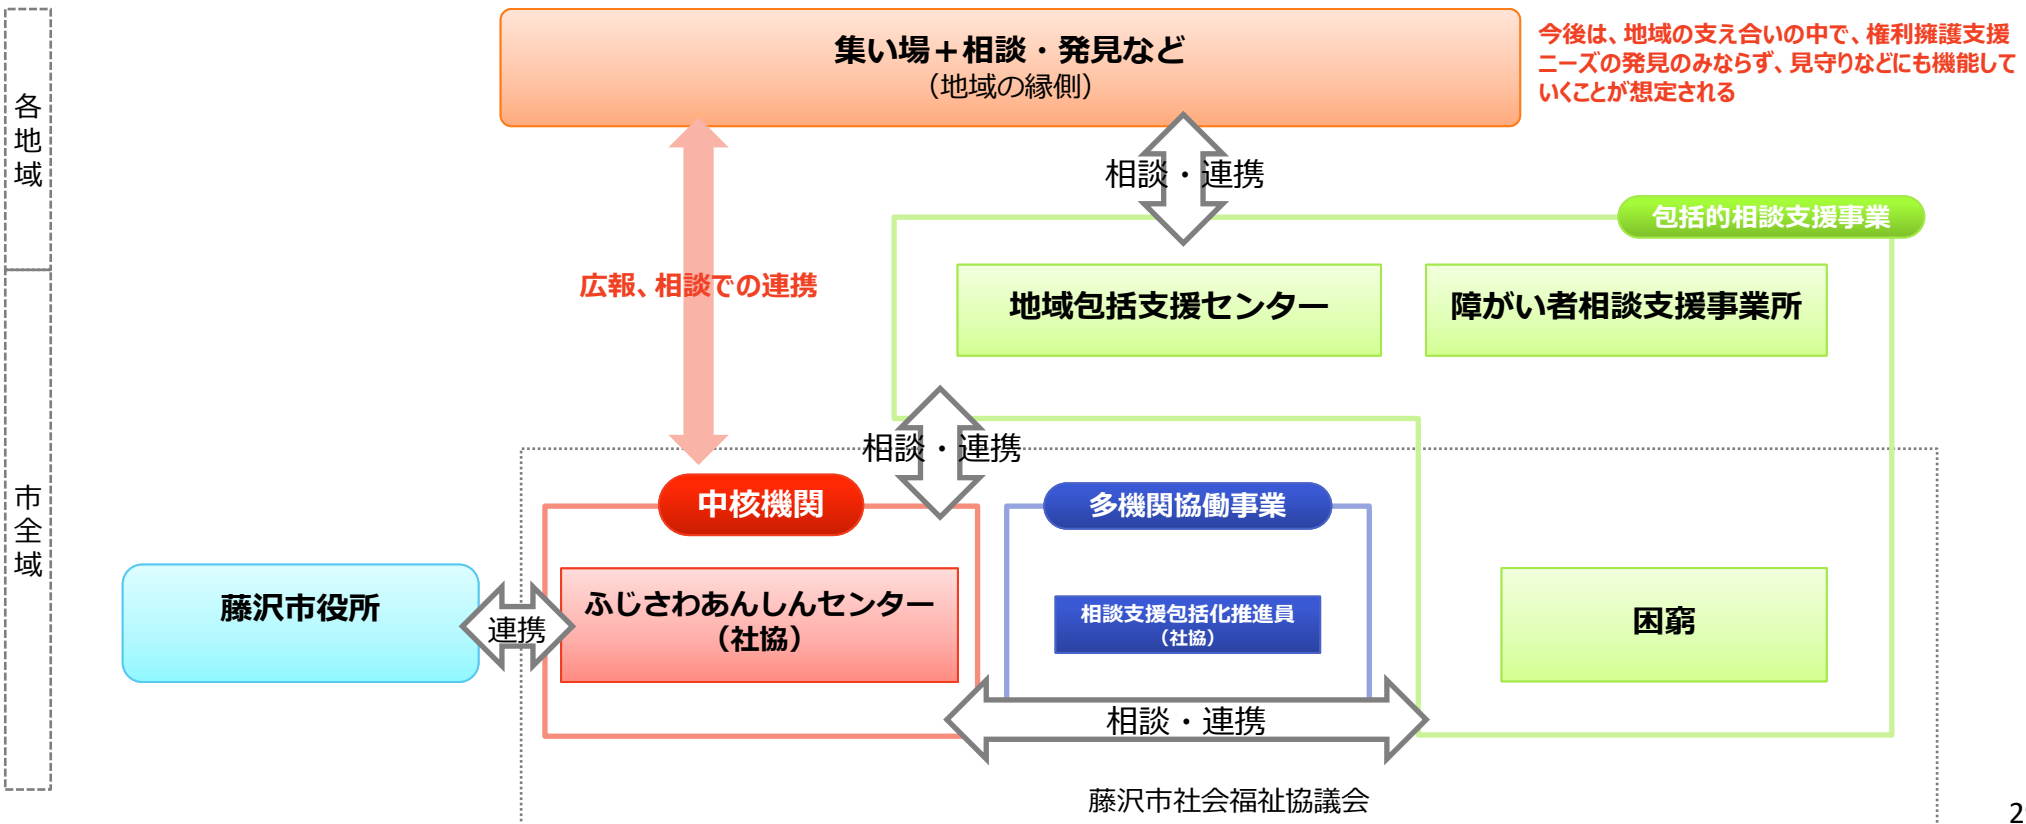 集い場＋相談・発見など
（地域の縁側）
今後は、地域の支え合いの中で、権利擁護支援
ニーズの発見のみならず、見守りなどにも機能して
いくことが想定される
各地域
相談・連携
包括的相談支援事業
広報、相談での連携
地域包括支援センター
障がい者相談支援事業所
市全域
相談・連携
中核機関
多機関協働事業
藤沢市役所
連携
ふじさわあんしんセンター
（社協）
相談支援包括化推進員
（社協）
困窮
相談・連携
藤沢市社会福祉協議会
2